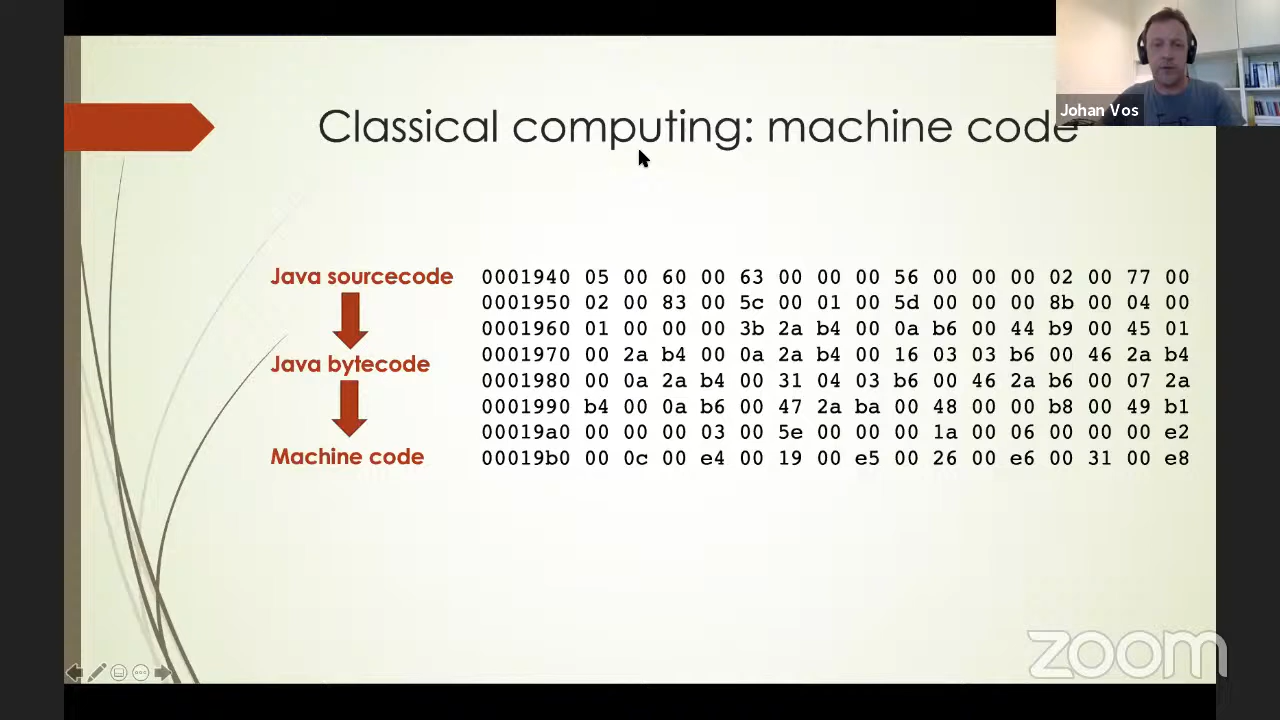 Johan Vos
Classical computing: machine code
Java sourcecode
Java bytecode
Machine code
0001940 05 00 60 00 63 00 00 00 56 00 00 00 02 00 77 00
0001950 02 00 83 00 5c 00 01 00 5d 00 00 00 8b 00 04 00
0001960 01 00 00 00 3b 2a b4 00 0a b6 00 44 b9 00 45 01
0001970 00 2a b4 00 0a 2a b4 00 16 03 03 b6 00 46 2a b4
0001980 00 0a 2a b4 00 31 04 03 b6 00 46 2a b6 00 07 2a
0001990 b4 00 0a b6 00 47 2a ba 00 48 00 00 b8 00 49 b1
00019a0 00 00 00 03 00 5e 00 00 00 1a 00 06 00 00 00 e2
00019b0 00 0c 00 e4 00 19 00 e5 00 26 00 e6 00 31 00 e8
zoom